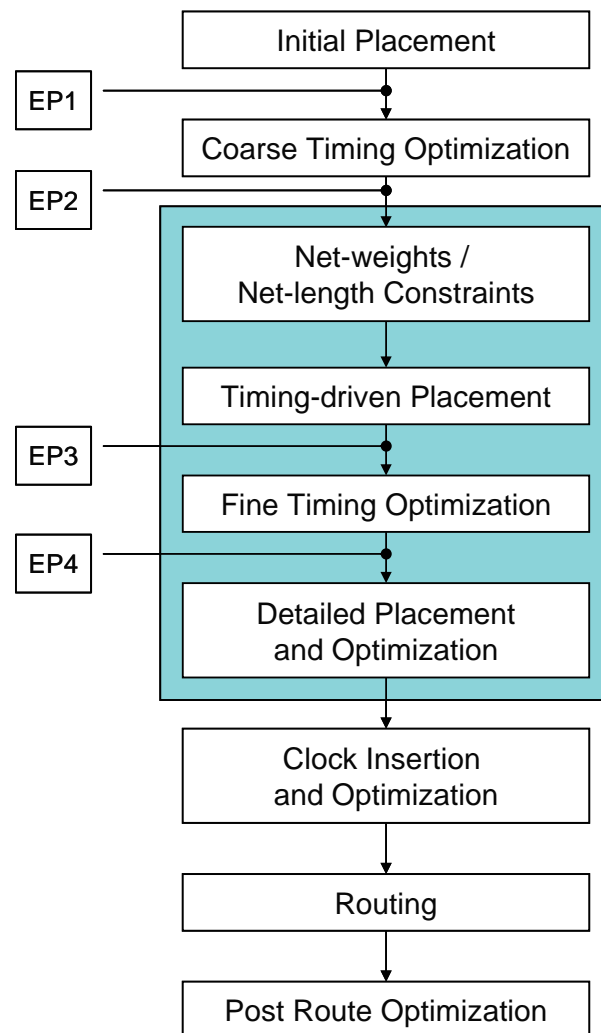 Initial Placement
EP1
Coarse Timing Optimization
EP2
Net-weights /
Net-length Constraints
Timing-driven Placement
EP3
Fine Timing Optimization
EP4
Detailed Placement
and Optimization
Clock Insertion
and Optimization
Routing
Post Route Optimization